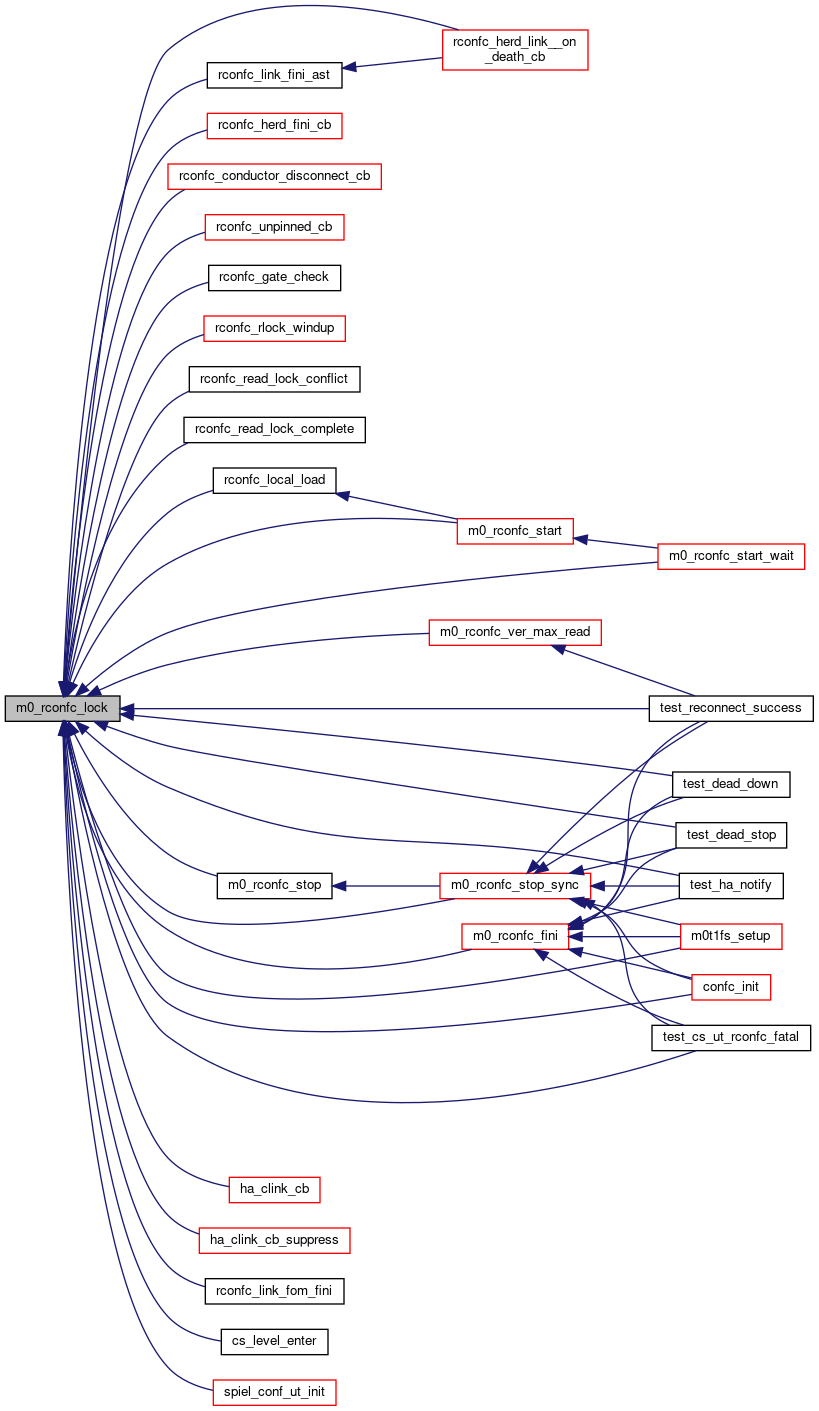 rconfc_herd_link__on
_death_cb
rconfc_link_fini_ast
rconfc_herd_fini_cb
rconfc_conductor_disconnect_cb
rconfc_unpinned_cb
rconfc_gate_check
rconfc_rlock_windup
rconfc_read_lock_conflict
rconfc_read_lock_complete
rconfc_local_load
m0_rconfc_start
m0_rconfc_start_wait
m0_rconfc_ver_max_read
m0_rconfc_lock
test_reconnect_success
test_dead_down
test_dead_stop
m0_rconfc_stop
m0_rconfc_stop_sync
test_ha_notify
m0_rconfc_fini
m0t1fs_setup
confc_init
test_cs_ut_rconfc_fatal
ha_clink_cb
ha_clink_cb_suppress
rconfc_link_fom_fini
cs_level_enter
spiel_conf_ut_init